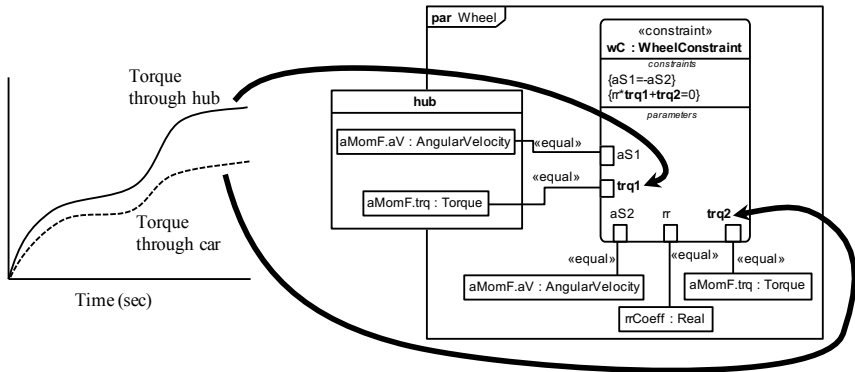 par Wheel
«constraint»
wC : WheelConstraint
constraints
{aS1=-aS2}
{rr*trq1+trq2=0}
parameters
Torque
through hub
hub
aMomF.aV : AngularVelocity
«equal»
aS1
«equal»
trq1
aMomF.trq : Torque
aS2
rr
trq2
Torque
through car
«equal»
«equal»
«equal»
aMomF.aV : AngularVelocity
aMomF.trq : Torque
Time (sec)
rrCoeff : Real